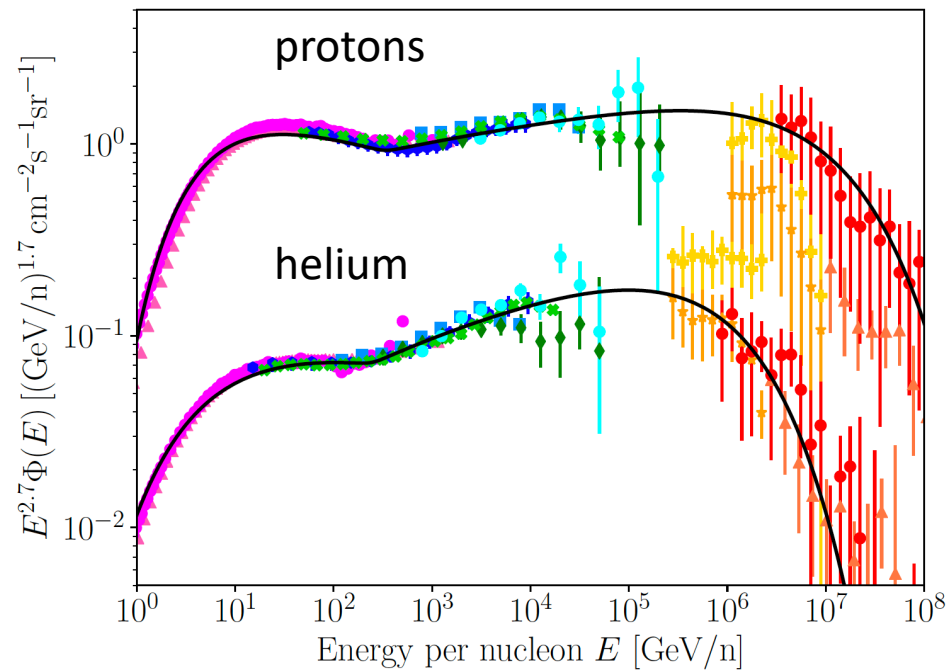 protons
helium
E^{2.7}Φ(E) [(GeV/n)^{1.7} cm^{−2}s^{−1}sr^{−1}]
10^0
10^{−1}
10^{−2}
10^0 10^1 10^2 10^3 10^4 10^5 10^6 10^7 10^8
Energy per nucleon E [GeV/n]